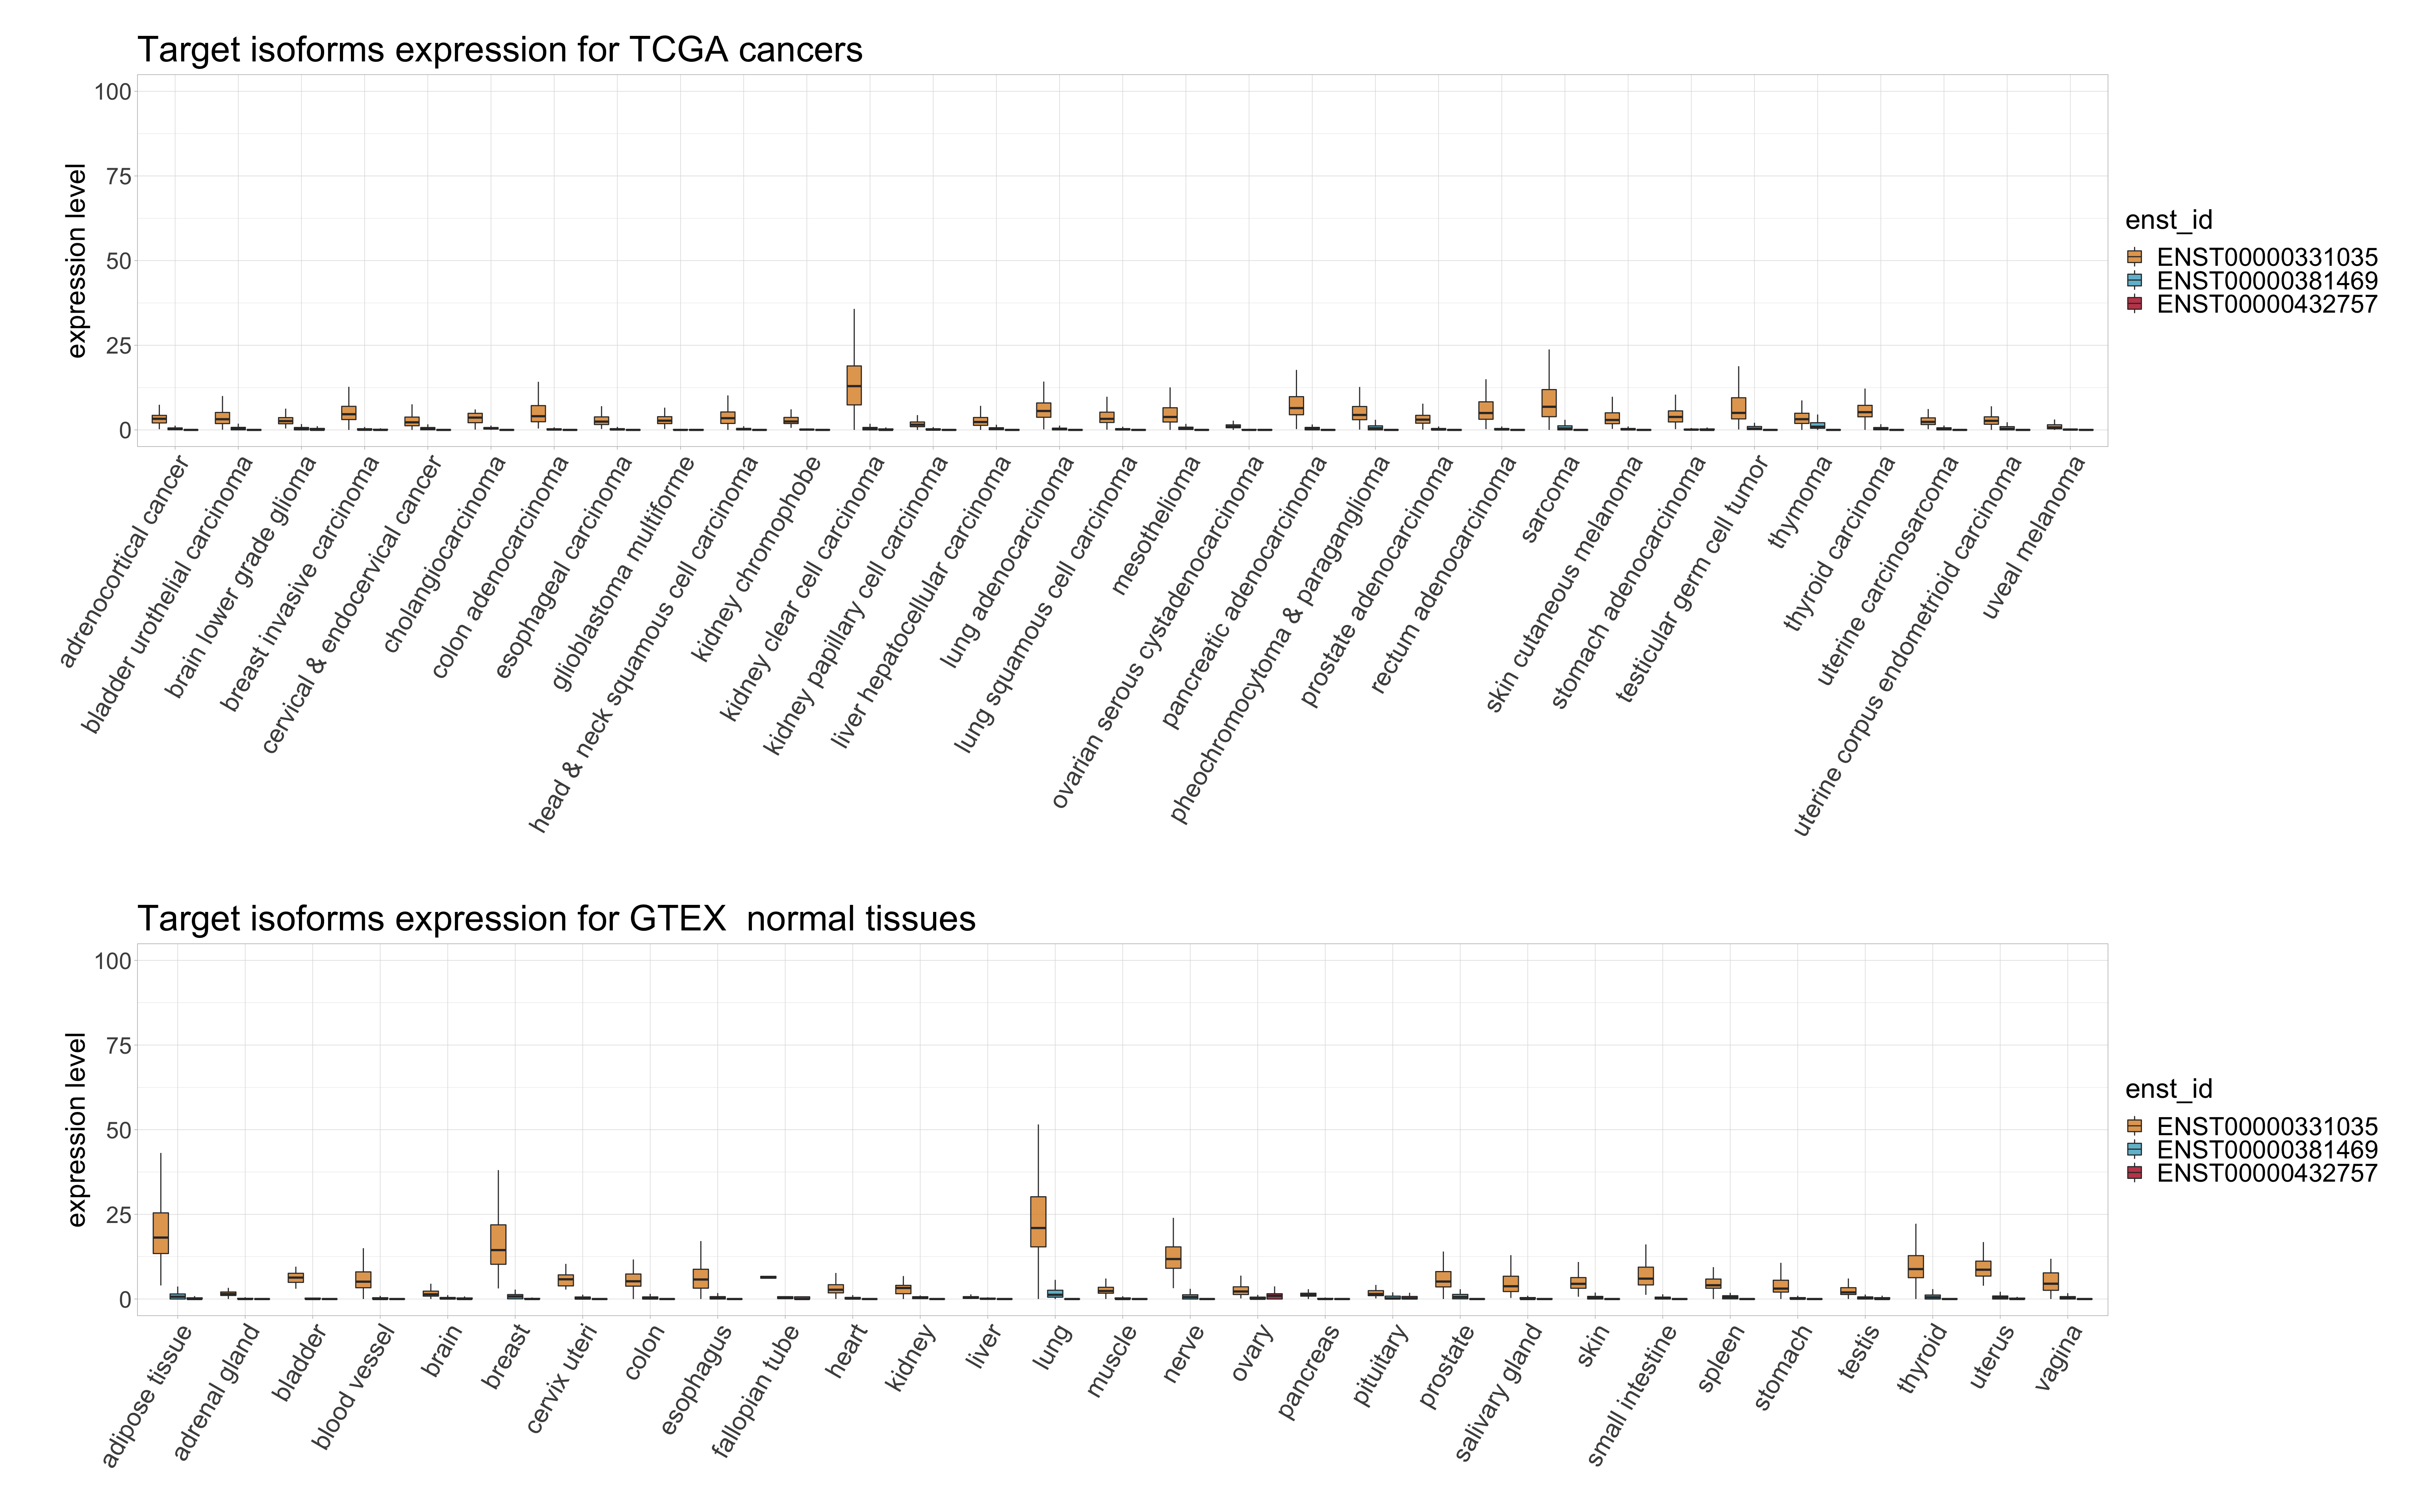 Target isoforms expression for TCGA cancers
100
75
50
25
0
expression level
adrenocortical cancer
bladder urothelial carcinoma
brain lower grade glioma
breast invasive carcinoma
cervical & endocervical cancer
cholangiocarcinoma
colon adenocarcinoma
esophageal carcinoma
glioblastoma multiforme
head & neck squamous cell carcinoma
kidney chromophobe
kidney clear cell carcinoma
kidney papillary cell carcinoma
liver hepatocellular carcinoma
lung adenocarcinoma
lung squamous cell carcinoma
mesothelioma
ovarian serous cystadenocarcinoma
pancreatic adenocarcinoma
pheochromocytoma & paraganglioma
prostate adenocarcinoma
rectum adenocarcinoma
sarcoma
skin cutaneous melanoma
stomach adenocarcinoma
testicular germ cell tumor
thymoma
thyroid carcinoma
uterine carcinosarcoma
uterine corpus endometrioid carcinoma
uveal melanoma
enst_id
ENST00000331035
ENST00000381469
ENST00000432757
Target isoforms expression for GTEX  normal tissues
100
75
50
25
0
expression level
adipose tissue
adrenal gland
bladder
blood vessel
brain
breast
cervix uteri
colon
esophagus
fallopian tube
heart
kidney
liver
lung
muscle
nerve
ovary
pancreas
pituitary
prostate
salivary gland
skin
small intestine
spleen
stomach
testis
thyroid
uterus
vagina
enst_id
ENST00000331035
ENST00000381469
ENST00000432757